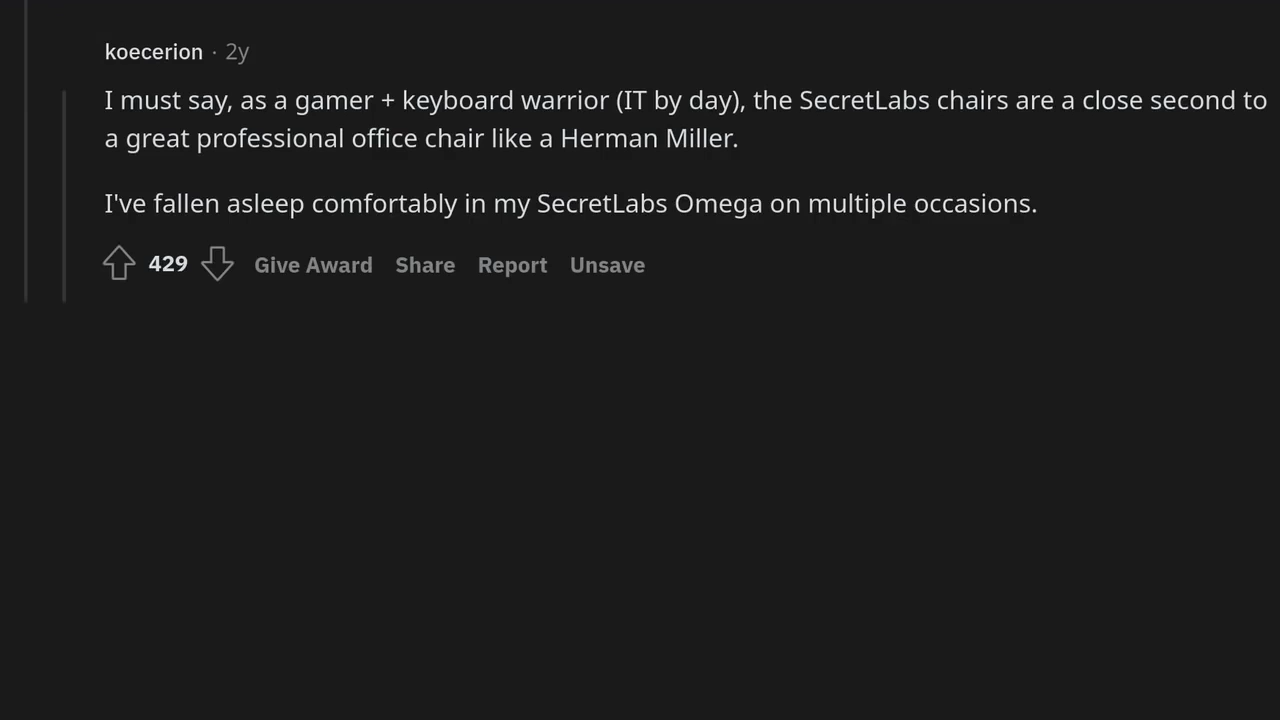 koecerion · 2y
I must say, as a gamer + keyboard warrior (IT by day), the SecretLabs chairs are a close second to
a great professional office chair like a Herman Miller.
I've fallen asleep comfortably in my SecretLabs Omega on multiple occasions.
429 Give Award Share Report Unsave